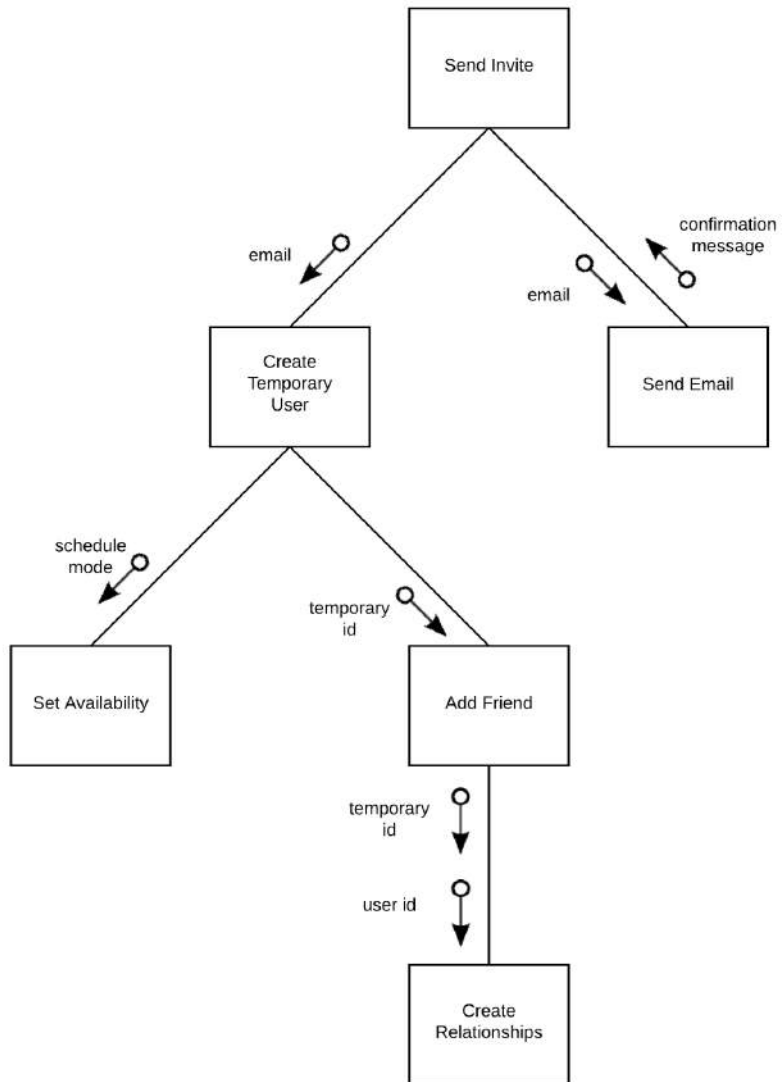 Send Invite
confirmation
message
email
email
Create
Temporary
User
Send Email
schedule
mode
temporary
id
Set Availability
Add Friend
temporary
id
user id
Create
Relationships